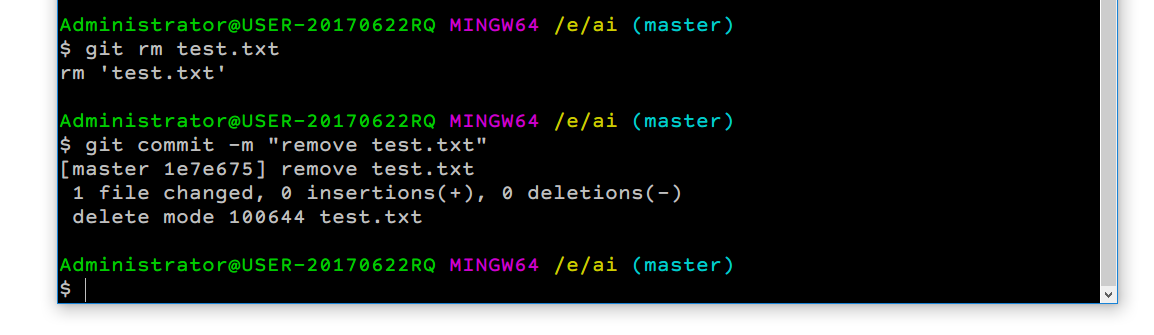 Administrator@USER-20170622RQ MINGW64 /e/ai (master)
$ git rm test.txt
rm 'test.txt'
Administrator@USER-20170622RQ MINGW64 /e/ai (master)
$ git commit -m "remove test.txt"
[master 1e7e675] remove test.txt
 1 file changed, 0 insertions(+), 0 deletions(-)
 delete mode 100644 test.txt
Administrator@USER-20170622RQ MINGW64 /e/ai (master)
$